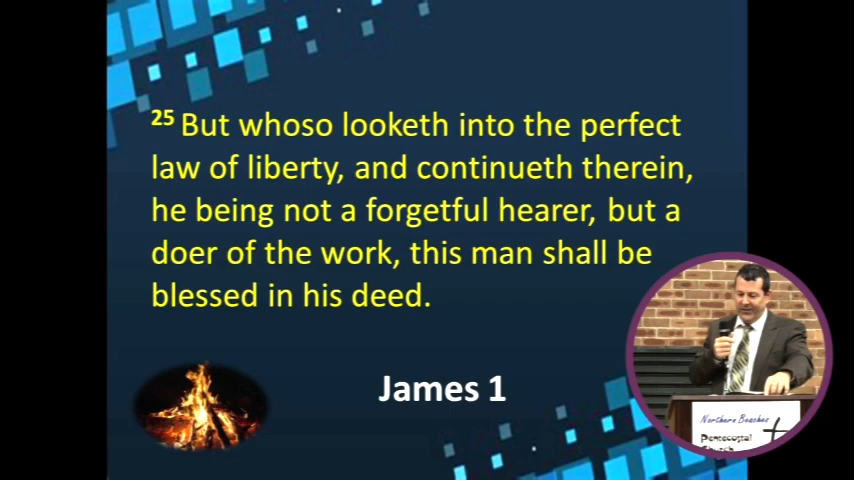 25 But whoso looketh into the perfect
law of liberty, and continueth therein,
he being not a forgetful hearer, but a
doer of the work, this man shall be
blessed in his deed.
James 1
Northern Beaches
Pentecostal
Church